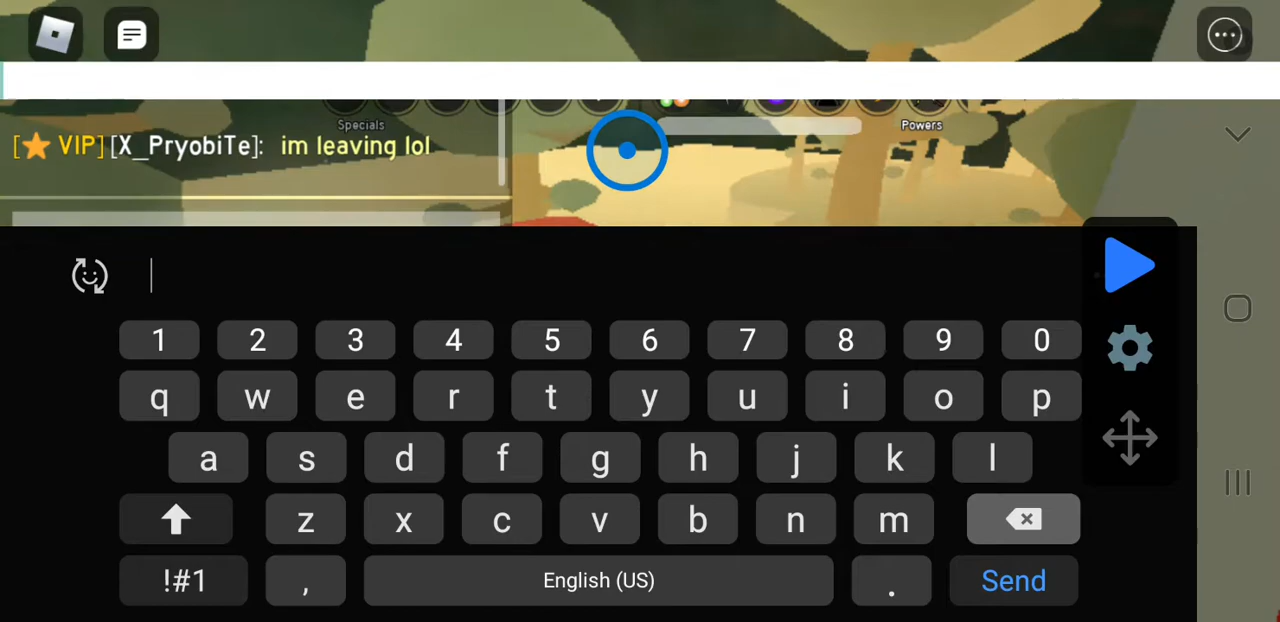 Specials
Powers
[⭐ VIP][X_PryobiTe]: im leaving lol
1 2 3 4 5 6 7 8 9 0
q w e r t y u i o p
a s d f g h j k l
z x c v b n m
!#1 , English (US) . Send